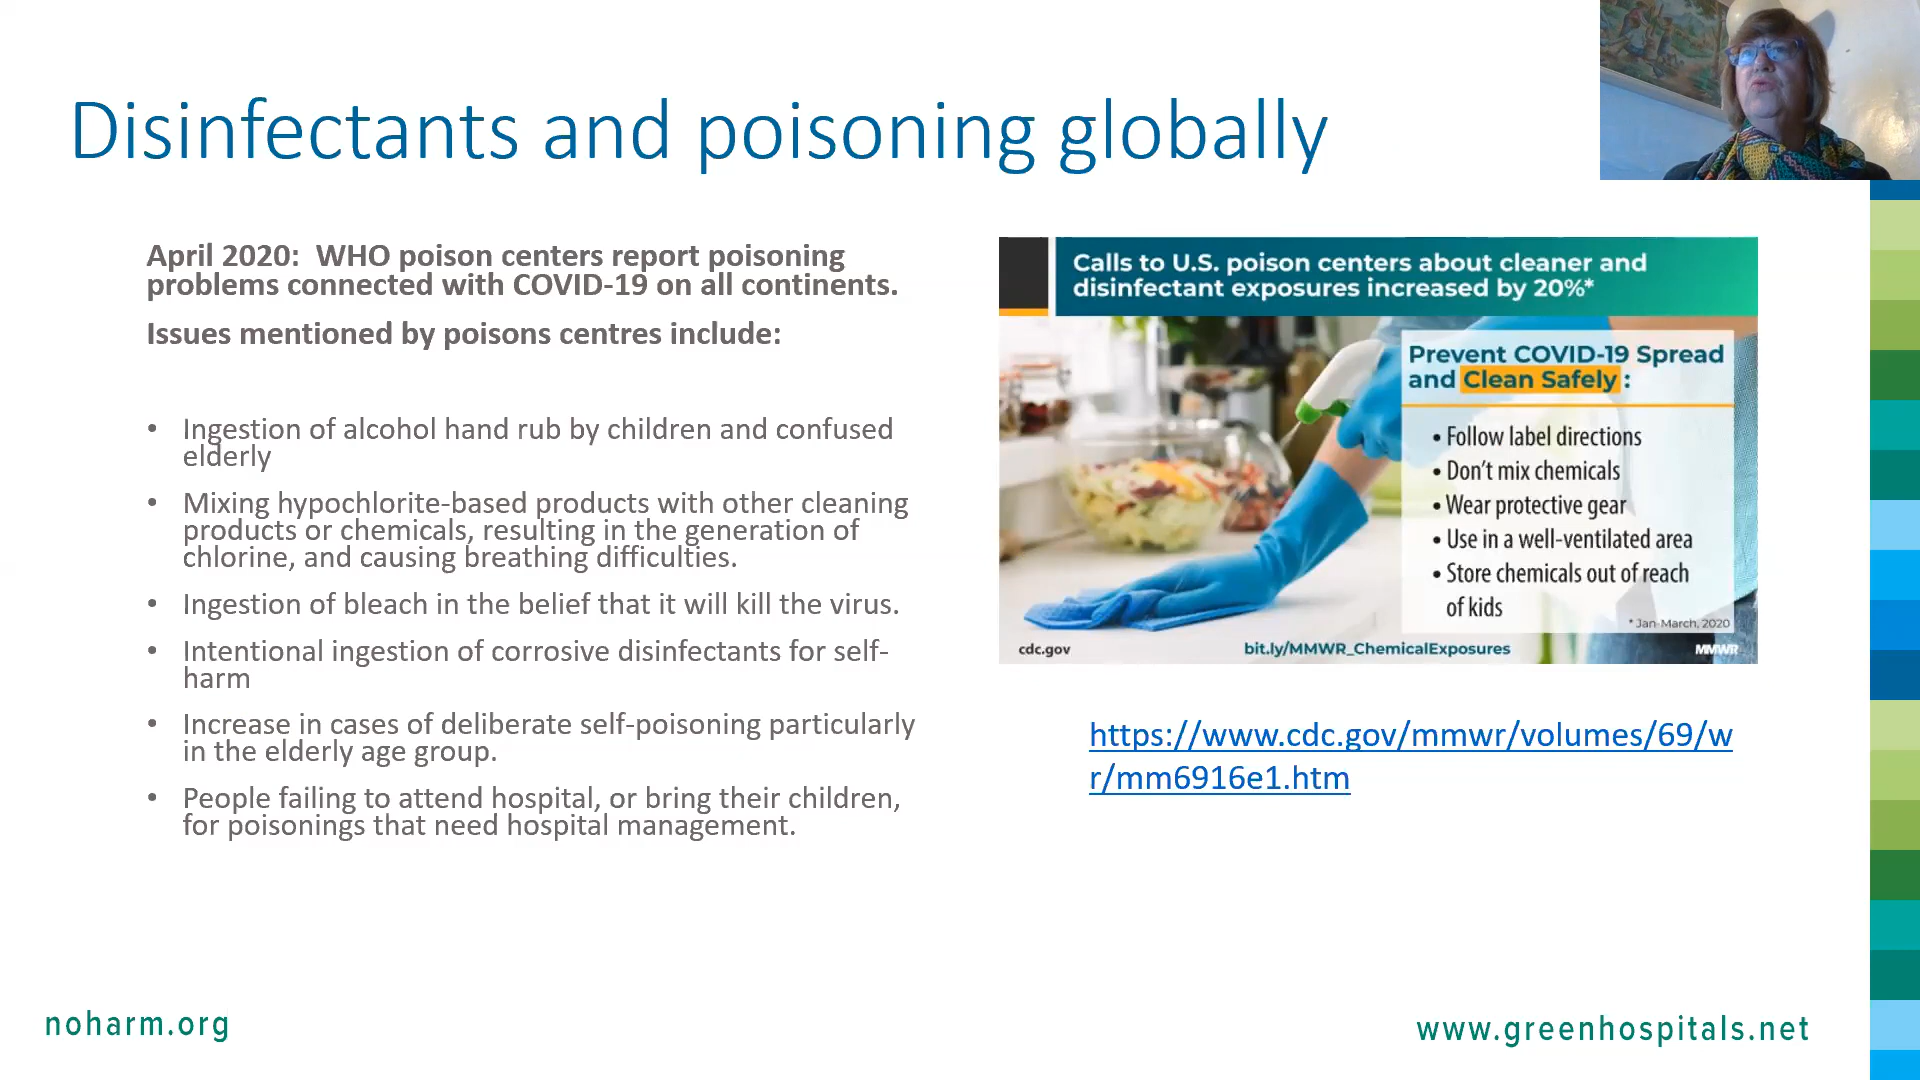 Disinfectants and poisoning globally
April 2020:  WHO poison centers report poisoning
problems connected with COVID-19 on all continents.
Issues mentioned by poisons centres include:
• Ingestion of alcohol hand rub by children and confused
elderly
• Mixing hypochlorite-based products with other cleaning
products or chemicals, resulting in the generation of
chlorine, and causing breathing difficulties.
• Ingestion of bleach in the belief that it will kill the virus.
• Intentional ingestion of corrosive disinfectants for self-
harm
• Increase in cases of deliberate self-poisoning particularly
in the elderly age group.
• People failing to attend hospital, or bring their children,
for poisonings that need hospital management.
Calls to U.S. poison centers about cleaner and
disinfectant exposures increased by 20%*
Prevent COVID-19 Spread
and Clean Safely :
• Follow label directions
• Don't mix chemicals
• Wear protective gear
• Use in a well-ventilated area
• Store chemicals out of reach
of kids
* Jan-March, 2020
cdc.gov
bit.ly/MMWR_ChemicalExposures
MMWR
https://www.cdc.gov/mmwr/volumes/69/w
r/mm6916e1.htm
noharm.org
www.greenhospitals.net